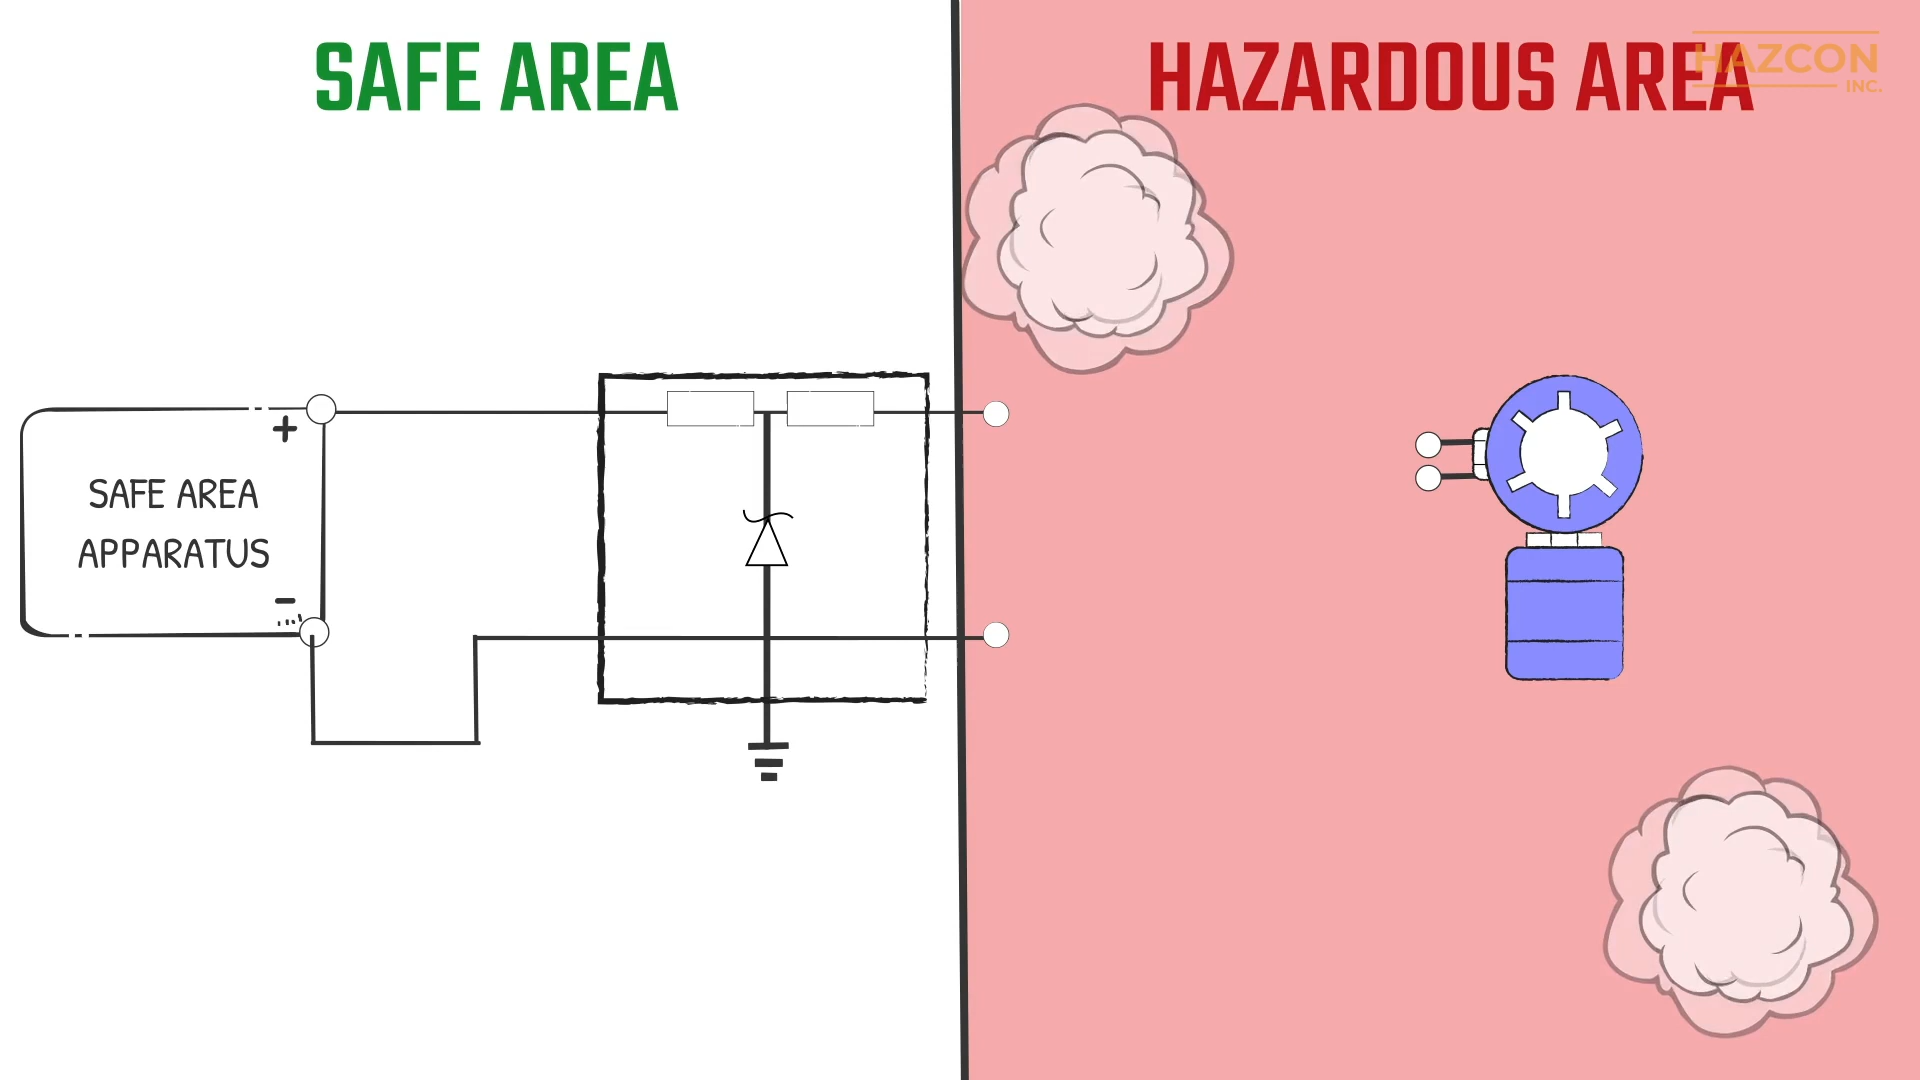 SAFE AREA
HAZARDOUS AREA
HAZCON
INC.
+
SAFE AREA
APPARATUS
-